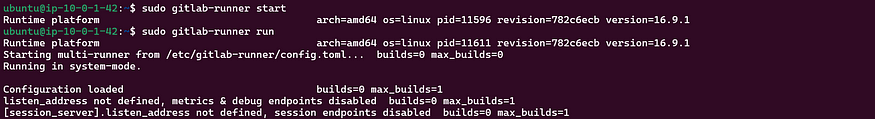 ubuntu@ip-10-0-1-42:~$ sudo gitlab-runner start
Runtime platform arch=amd64 os=linux pid=11596 revision=782c6ecb version=16.9.1
ubuntu@ip-10-0-1-42:~$ sudo gitlab-runner run
Runtime platform arch=amd64 os=linux pid=11611 revision=782c6ecb version=16.9.1
Starting multi-runner from /etc/gitlab-runner/config.toml... builds=0 max_builds=0
Running in system-mode.
Configuration loaded builds=0 max_builds=1
listen_address not defined, metrics & debug endpoints disabled builds=0 max_builds=1
[session_server].listen_address not defined, session endpoints disabled builds=0 max_builds=1